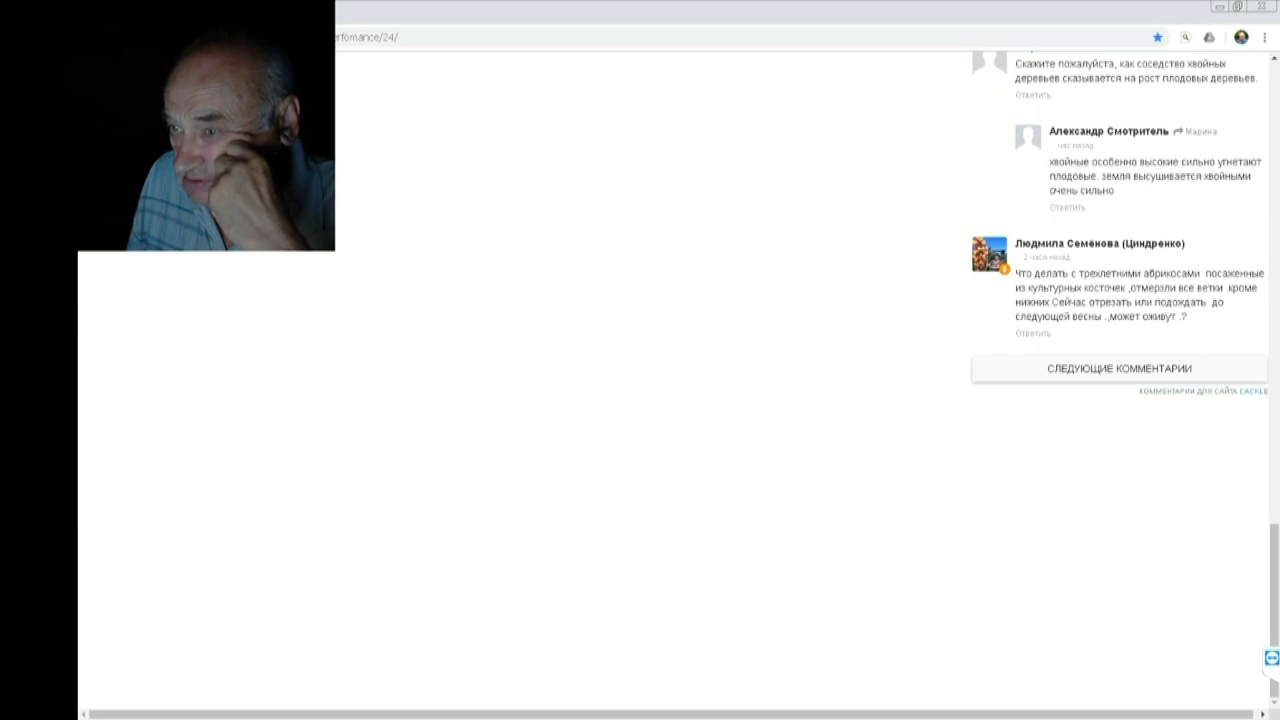 erfomance/24/
Скажите пожалуйста, как соседство хвойных
деревьев сказывается на рост плодовых деревьев.
Ответить
Александр Смотритель Марина
час назад
хвойные особенно высокие сильно угнетают
плодовые. земля высушивается хвойными
очень сильно
Ответить
Людмила Семёнова (Циндренко)
2 часа назад
Что делать с трехлетними абрикосами посаженные
из культурных косточек ,отмерзли все ветки .кроме
нижних.Сейчас отрезать или подождать до
следующей весны .,может оживут .?
Ответить
СЛЕДУЮЩИЕ КОММЕНТАРИИ
КОММЕНТАРИИ ДЛЯ САЙТА CACKLE